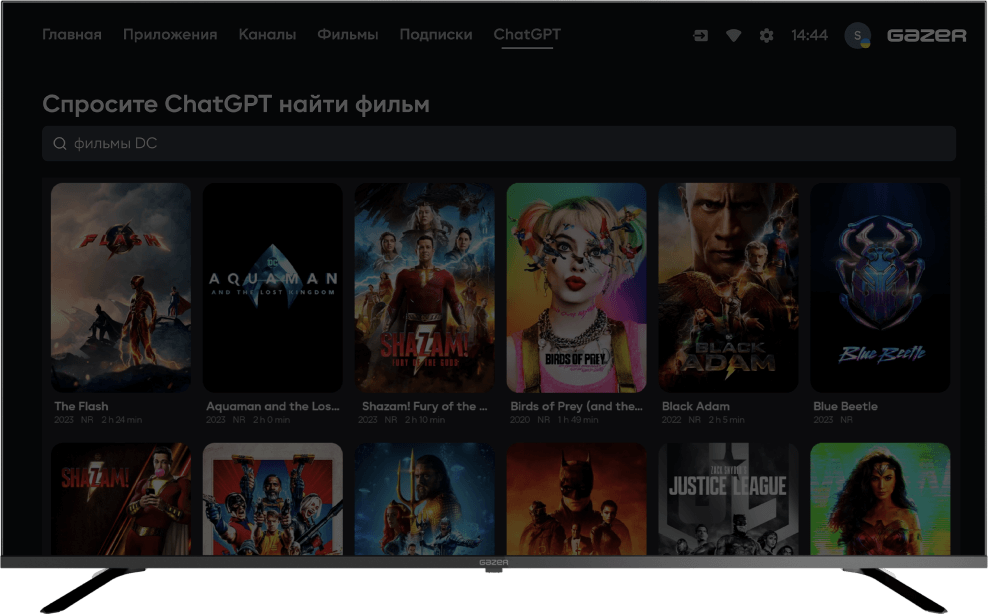 Главная Приложения Каналы Фильмы Подписки ChatGPT 14:44 S GAZER
Спросите ChatGPT найти фильм
фильмы DC
FLASH
DC
AQUAMAN
AND THE LOST KINGDOM
SHAZAM!
FURY OF THE GODS
BIRDS OF PREY
BLACK
ADAM
Blue Beetle
The Flash Aquaman and the Los... Shazam! Fury of the ... Birds of Prey (and the... Black Adam Blue Beetle
2023 NR 2 h 24 min 2023 NR 2 h 0 min 2023 NR 2 h 10 min 2020 NR 1 h 49 min 2022 NR 2 h 5 min 2023 NR
SHAZAM!
ZACK SNYDER'S
JUSTICE LEAGUE
GAZER